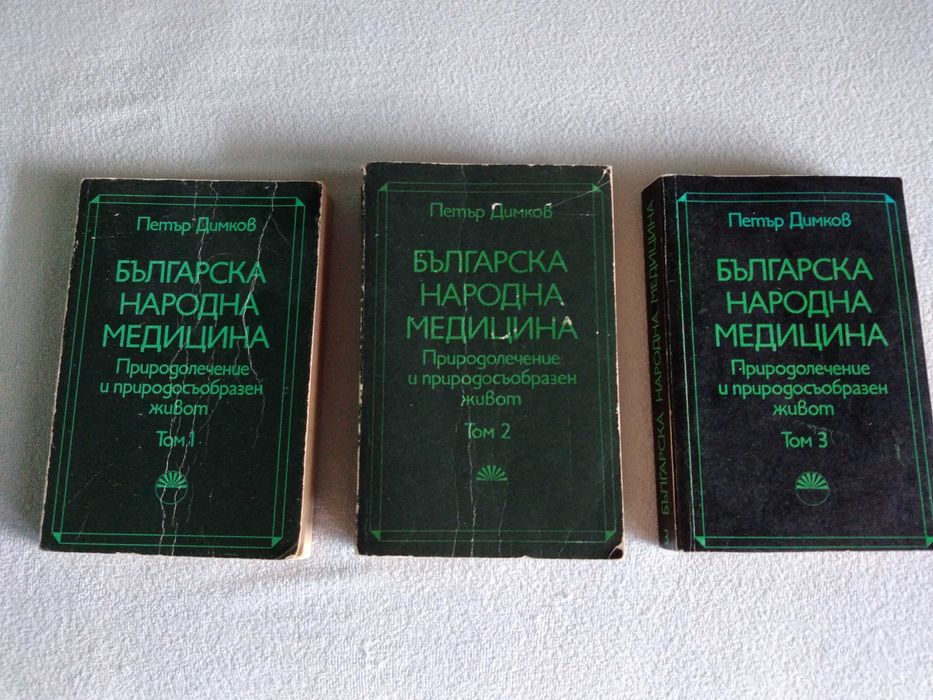 Петър Димков
БЪЛГАРСКА
НАРОДНА
МЕДИЦИНА
Природолечение
и природосъобразен
живот
Том 1
Петър Димков
БЪЛГАРСКА
НАРОДНА
МЕДИЦИНА
Природолечение
и природосъобразен
живот
Том 2
3 БЪЛГАРСКА НАРОДНА МЕДИЦИНА
Петър Димков
БЪЛГАРСКА
НАРОДНА
МЕДИЦИНА
Природолечение
и природосъобразен
живот
Том 3